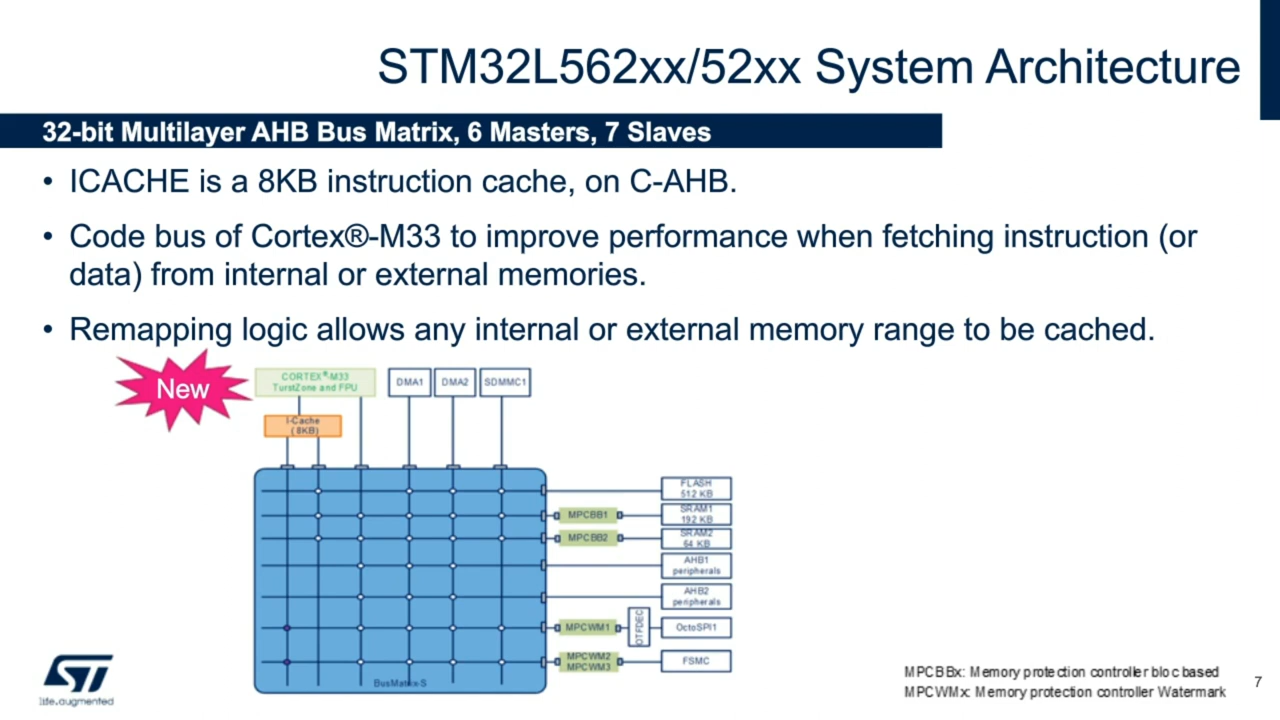 STM32L562xx/52xx System Architecture
32-bit Multilayer AHB Bus Matrix, 6 Masters, 7 Slaves
• ICACHE is a 8KB instruction cache, on C-AHB.
• Code bus of Cortex®-M33 to improve performance when fetching instruction (or
data) from internal or external memories.
• Remapping logic allows any internal or external memory range to be cached.
New
CORTEX®-M33
TurstZone and FPU
DMA1
DMA2
SDMMC1
I-Cache
(8KB)
FLASH
512 KB
MPCBB1
SRAM1
192 KB
MPCBB2
SRAM2
64 KB
AHB1
peripherals
AHB2
peripherals
MPCWM1
OTFDEC
OctoSPI1
MPCWM2
MPCWM3
FSMC
BusMatrix-S
ST
life.augmented
MPCBBx: Memory protection controller bloc based
MPCWMx: Memory protection controller Watermark
7